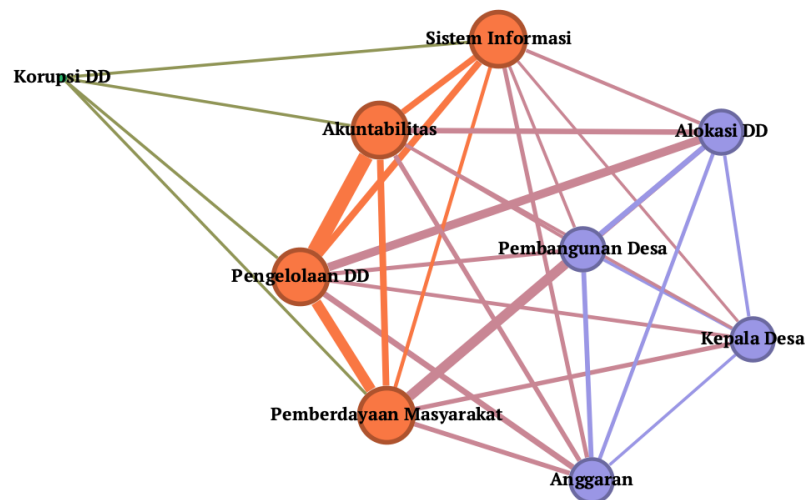 Sistem Informasi
Korupsi DD
Akuntabilitas
Alokasi DD
Pembangunan Desa
Pengelolaan DD
Kepala Desa
Pemberdayaan Masyarakat
Anggaran